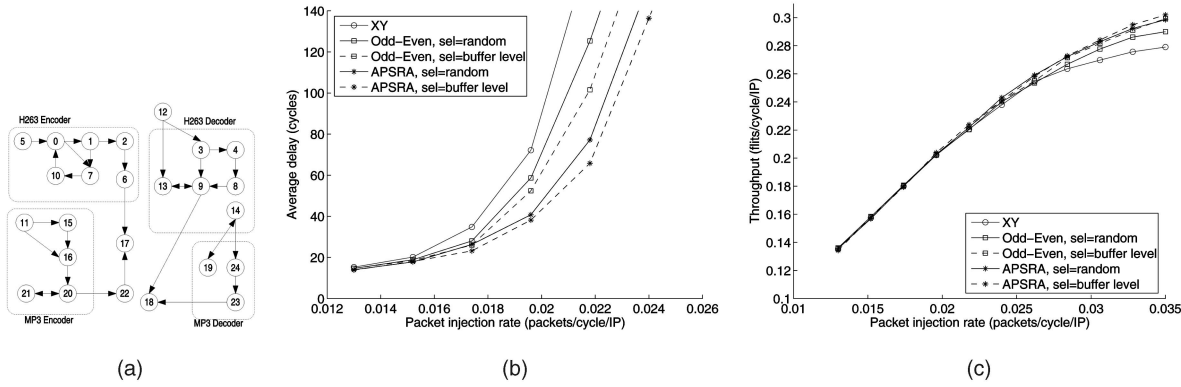 H263 Encoder
5
0
1
2
10
7
6
12
H263 Decoder
3
4
13
9
8
11
15
16
21
20
MP3 Encoder
17
22
14
19
24
18
23
MP3 Decoder
(a)
Average delay (cycles)
140
120
100
80
60
40
20
0
0.012
0.014
0.016
0.018
0.02
0.022
0.024
0.026
Packet injection rate (packets/cycle/IP)
XY
Odd-Even, sel=random
Odd-Even, sel=buffer level
APSRA, sel=random
APSRA, sel=buffer level
(b)
Throughput (flits/cycle/IP)
0.3
0.28
0.26
0.24
0.22
0.2
0.18
0.16
0.14
0.12
0.1
0.01
0.015
0.02
0.025
0.03
0.035
Packet injection rate (packets/cycle/IP)
XY
Odd-Even, sel=random
Odd-Even, sel=buffer level
APSRA, sel=random
APSRA, sel=buffer level
(c)